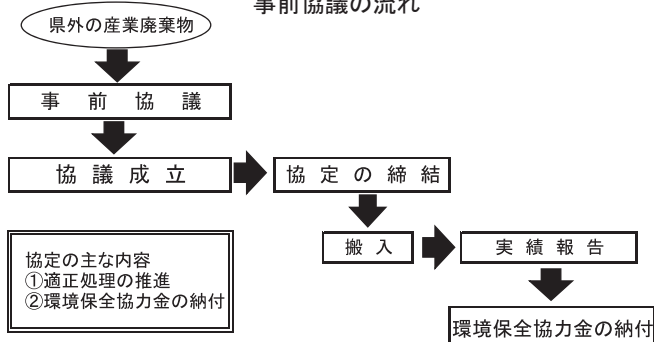 事前協議の流れ
県外の産業廃棄物
事前協議
協議成立
協定の締結
搬入
実績報告
環境保全協力金の納付
協定の主な内容
①適正処理の推進
②環境保全協力金の納付